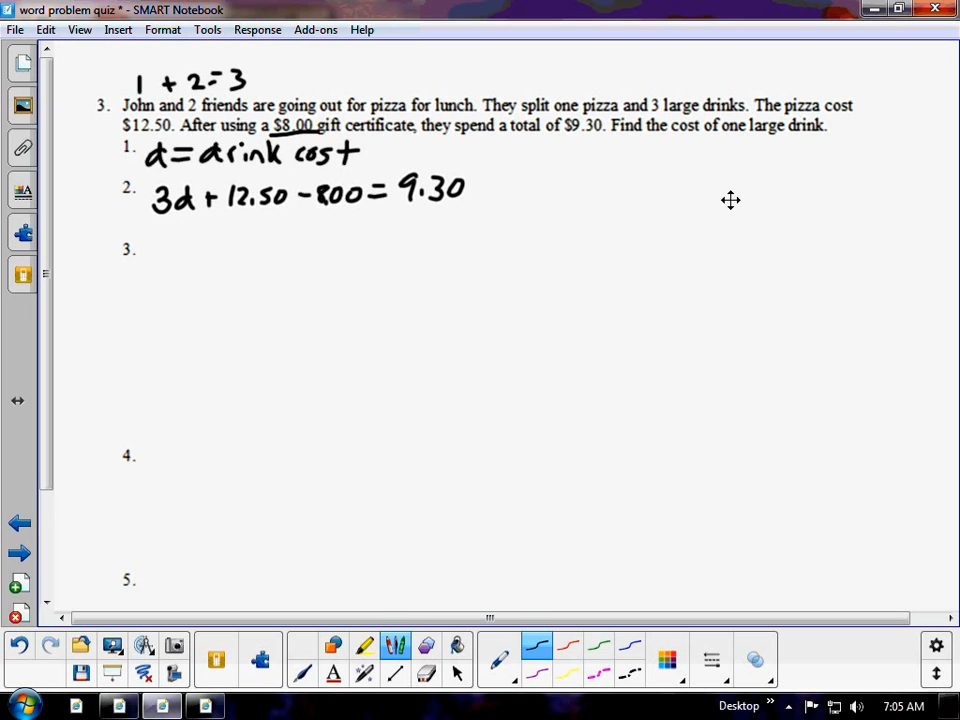 word problem quiz * - SMART Notebook
File Edit View Insert Format Tools Response Add-ons Help
1 + 2 = 3
3. John and 2 friends are going out for pizza for lunch. They split one pizza and 3 large drinks. The pizza cost
$12.50. After using a $8.00 gift certificate, they spend a total of $9.30. Find the cost of one large drink.
1. d = drink cost
2. 3d + 12.50 - 8.00 = 9.30
3.
4.
5.
Desktop » 7:05 AM